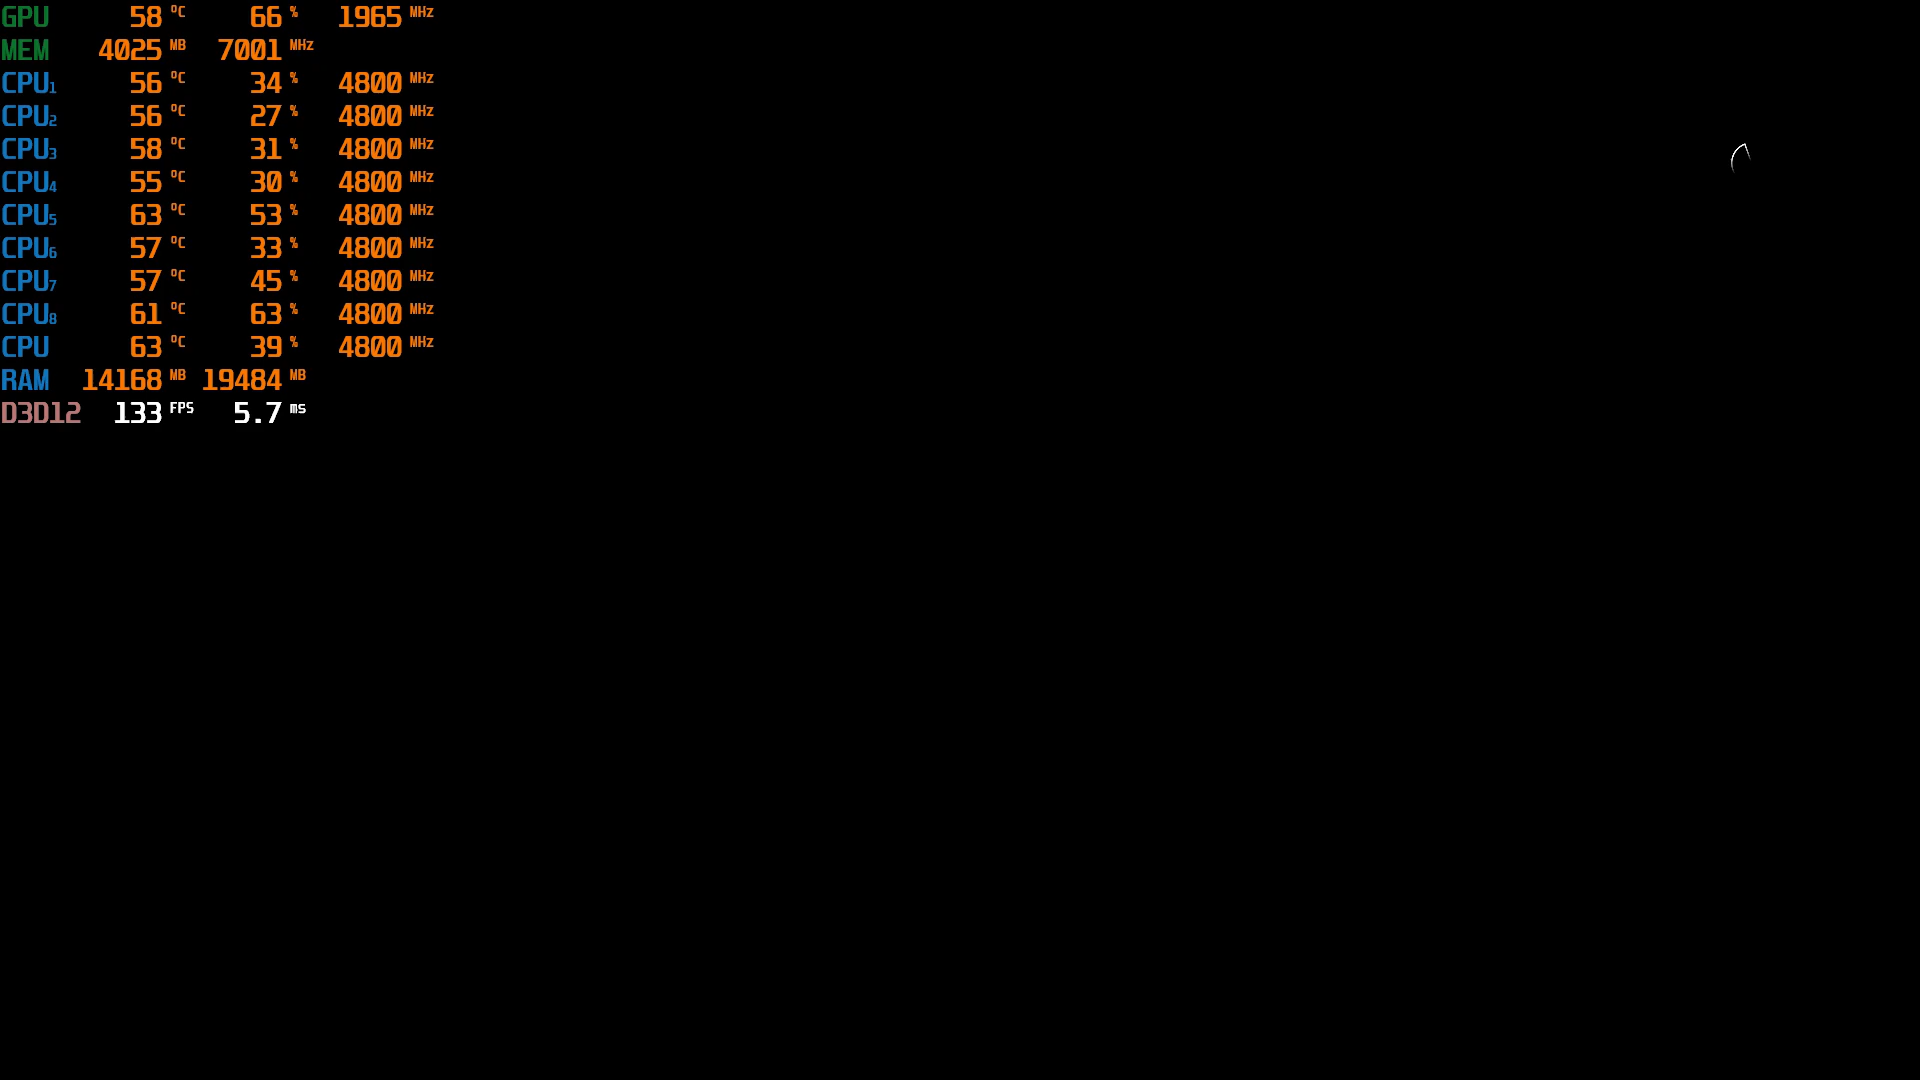 GPU 58 °C 66 % 1965 MHz
MEM 4025 MB 7001 MHz
CPU1 56 °C 34 % 4800 MHz
CPU2 56 °C 27 % 4800 MHz
CPU3 58 °C 31 % 4800 MHz
CPU4 55 °C 30 % 4800 MHz
CPU5 63 °C 53 % 4800 MHz
CPU6 57 °C 33 % 4800 MHz
CPU7 57 °C 45 % 4800 MHz
CPU8 61 °C 63 % 4800 MHz
CPU 63 °C 39 % 4800 MHz
RAM 14168 MB 19484 MB
D3D12 133 FPS 5.7 ms